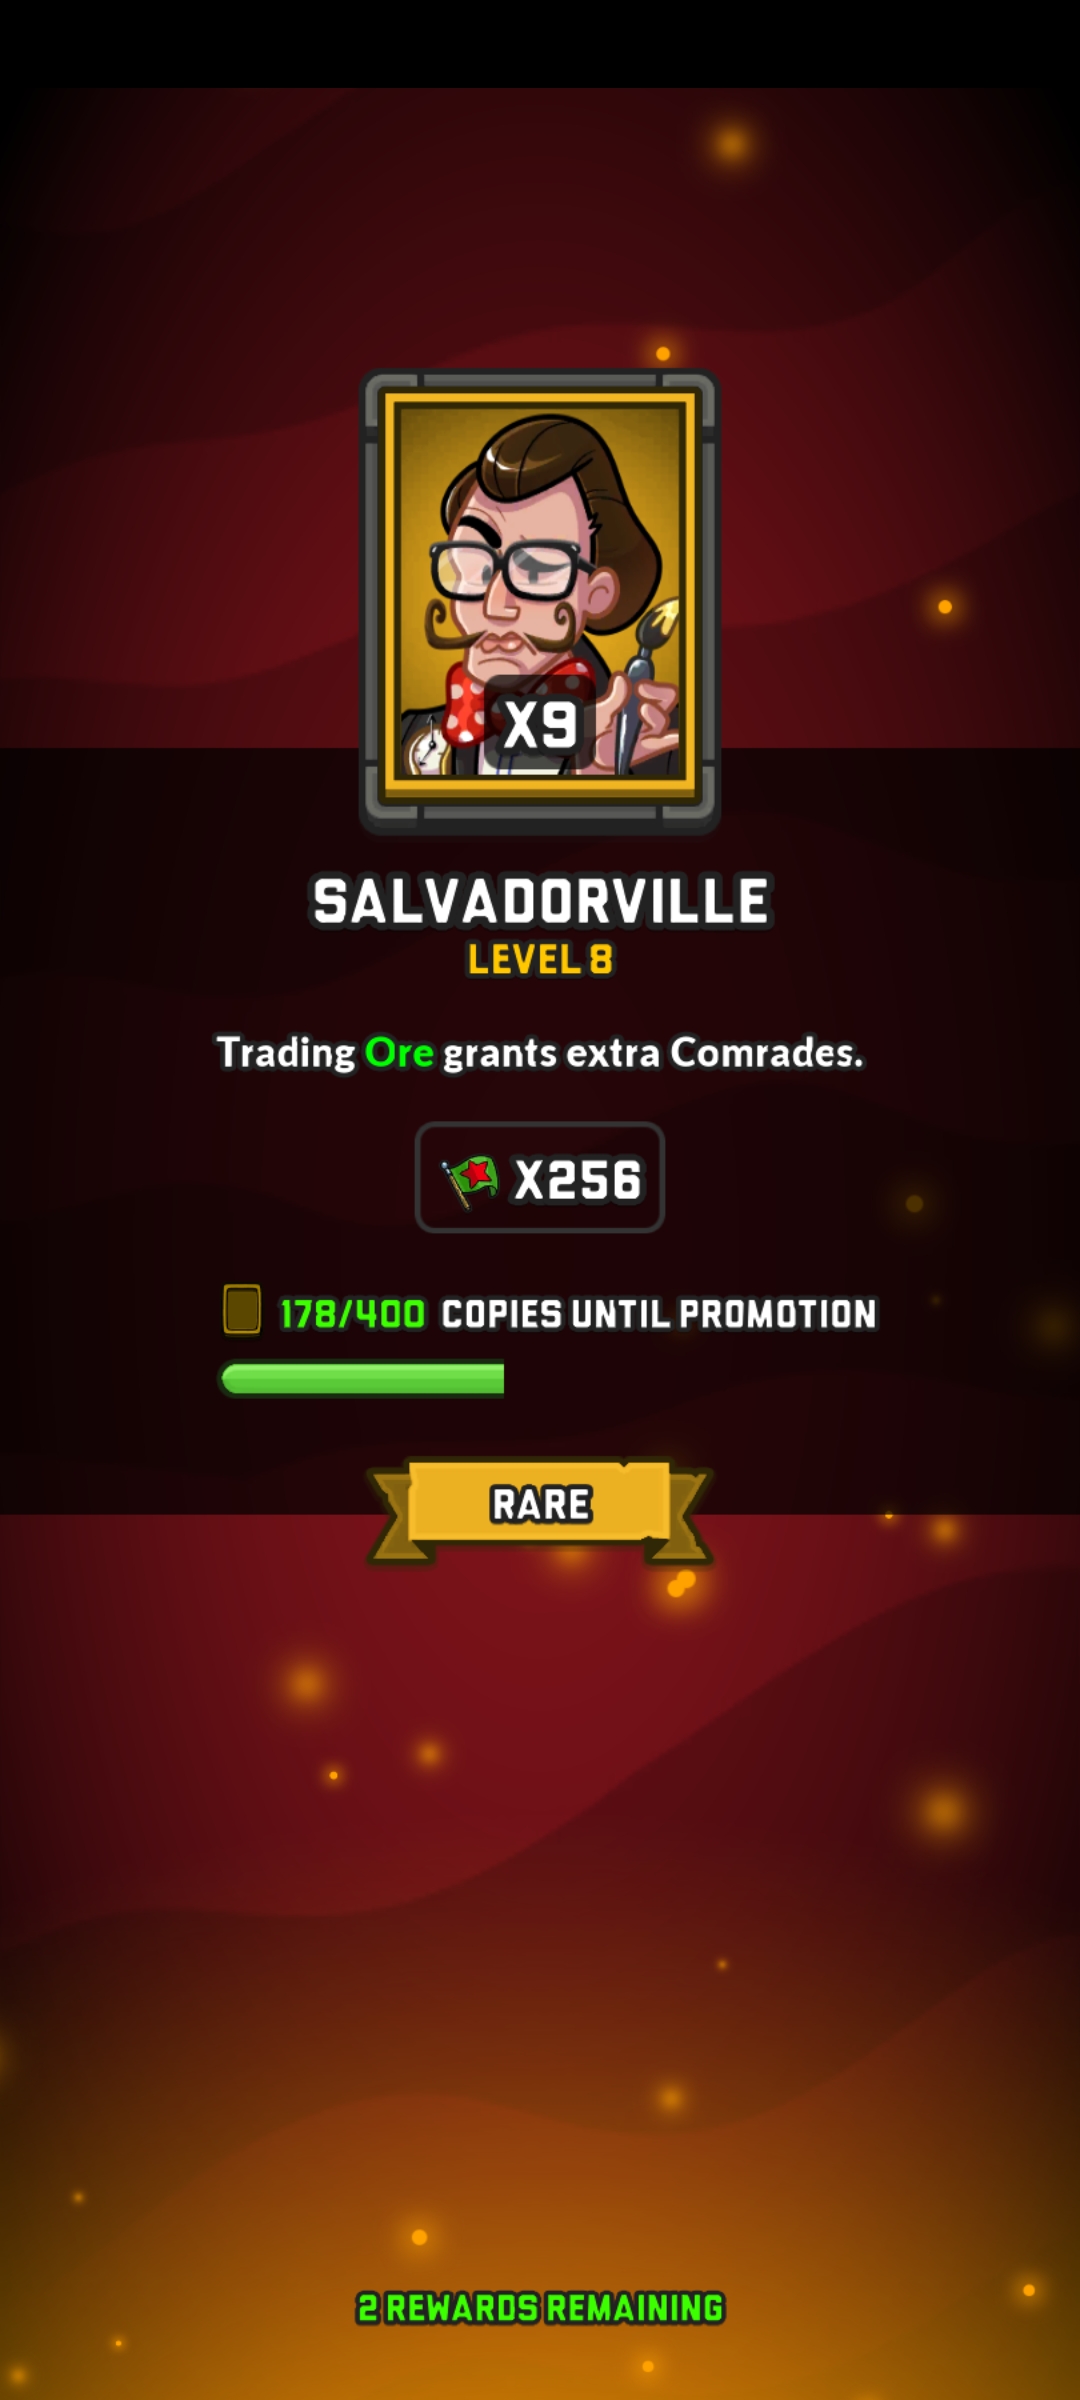 X9
SALVADORVILLE
LEVEL 8
Trading Ore grants extra Comrades.
X256
178/400 COPIES UNTIL PROMOTION
RARE
2 REWARDS REMAINING